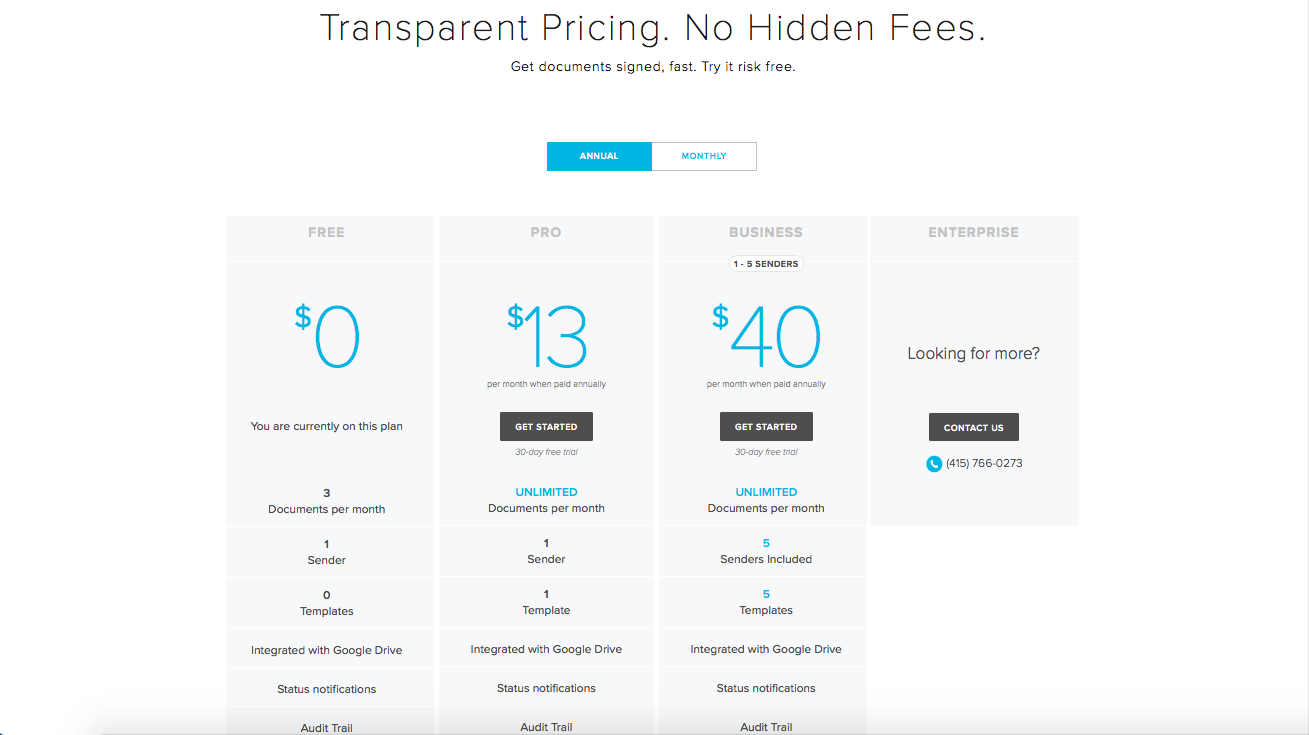 Transparent Pricing. No Hidden Fees.
Get documents signed, fast. Try it risk free.
ANNUAL
MONTHLY
FREE
$0
You are currently on this plan
3
Documents per month
1
Sender
0
Templates
Integrated with Google Drive
Status notifications
Audit Trail
PRO
$13
per month when paid annually
GET STARTED
30-day free trial
UNLIMITED
Documents per month
1
Sender
1
Template
Integrated with Google Drive
Status notifications
Audit Trail
BUSINESS
1 - 5 SENDERS
$40
per month when paid annually
GET STARTED
30-day free trial
UNLIMITED
Documents per month
5
Senders Included
5
Templates
Integrated with Google Drive
Status notifications
Audit Trail
ENTERPRISE
Looking for more?
CONTACT US
(415) 766-0273